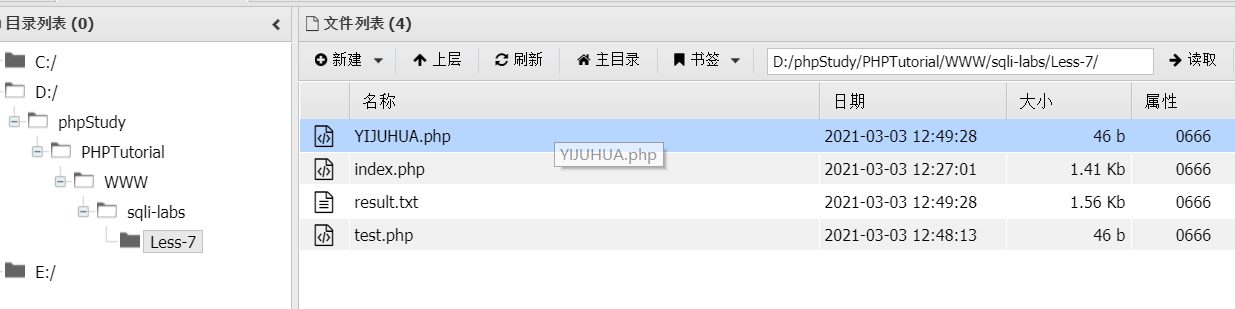 目录列表 (0)
C:/
D:/
phpStudy
PHPTutorial
WWW
sqli-labs
Less-7
E:/
文件列表 (4)
新建 上层 刷新 主目录 书签 D:/phpStudy/PHPTutorial/WWW/sqli-labs/Less-7/ 读取
名称 日期 大小 属性
YIJUHUA.php 2021-03-03 12:49:28 46 b 0666
YIJUHUA.php
index.php 2021-03-03 12:27:01 1.41 Kb 0666
result.txt 2021-03-03 12:49:28 1.56 Kb 0666
test.php 2021-03-03 12:48:13 46 b 0666